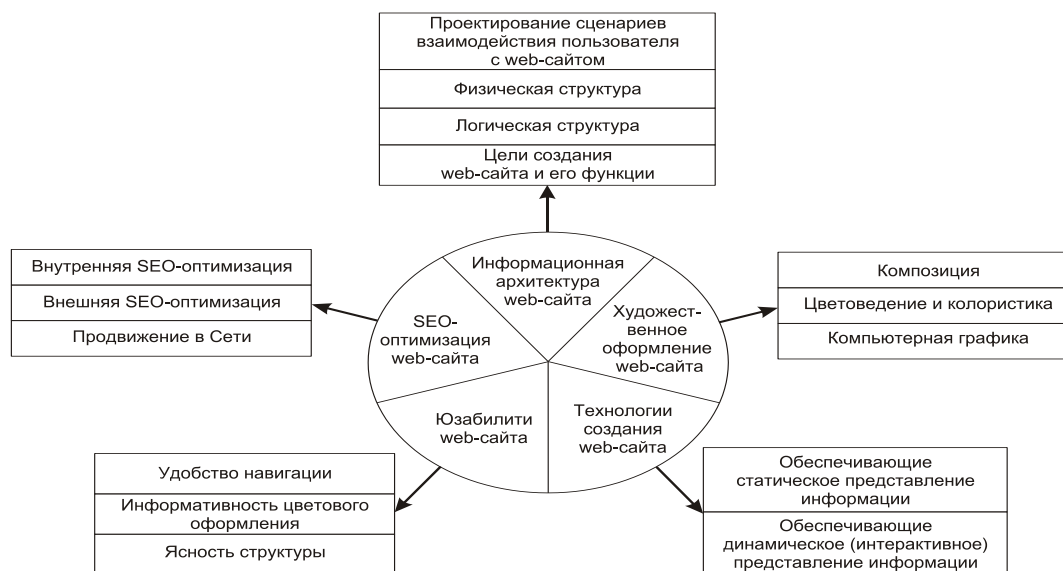 Проектирование сценариев
взаимодействия пользователя
с web-сайтом
Физическая структура
Логическая структура
Цели создания
web-сайта и его функции
Внутренняя SEO-оптимизация
Внешняя SEO-оптимизация
Продвижение в Сети
Информационная
архитектура
web-сайта
SEO-
оптимизация
web-сайта
Художест-
венное
оформление
web-сайта
Композиция
Цветоведение и колористика
Компьютерная графика
Юзабилити
web-сайта
Технологии
создания
web-сайта
Удобство навигации
Информативность цветового
оформления
Ясность структуры
Обеспечивающие
статическое представление
информации
Обеспечивающие
динамическое (интерактивное)
представление информации